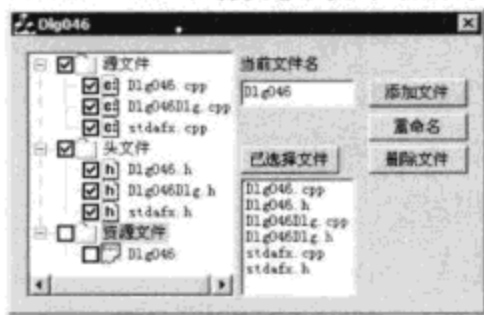 Dlg046
源文件
Dlg046.cpp
Dlg046Dlg.cpp
stdafx.cpp
头文件
Dlg046.h
Dlg046Dlg.h
stdafx.h
资源文件
Dlg046
当前文件名
Dlg046
添加文件
重命名
已选择文件
删除文件
Dlg046.cpp
Dlg046.h
Dlg046Dlg.cpp
Dlg046Dlg.h
stdafx.cpp
stdafx.h